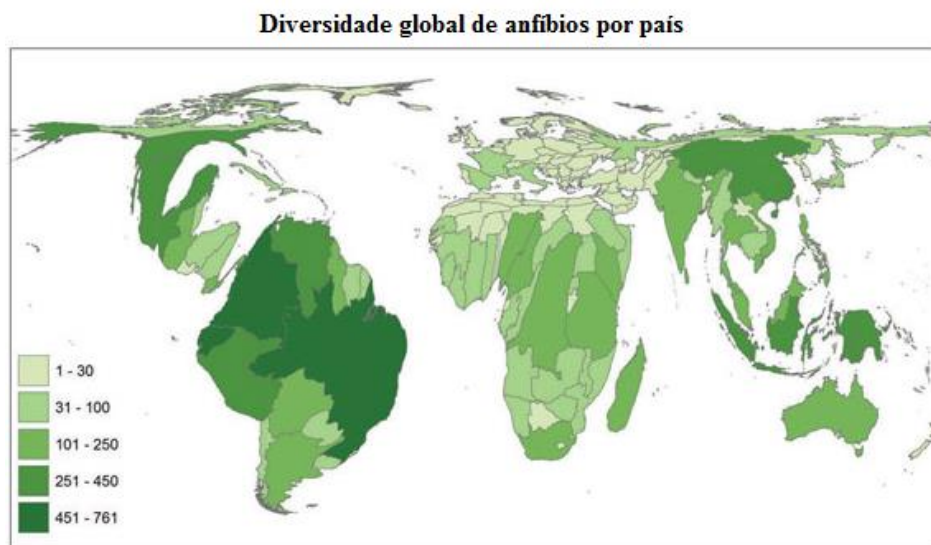 Diversidade global de anfíbios por país
1 - 30
31 - 100
101 - 250
251 - 450
451 - 761